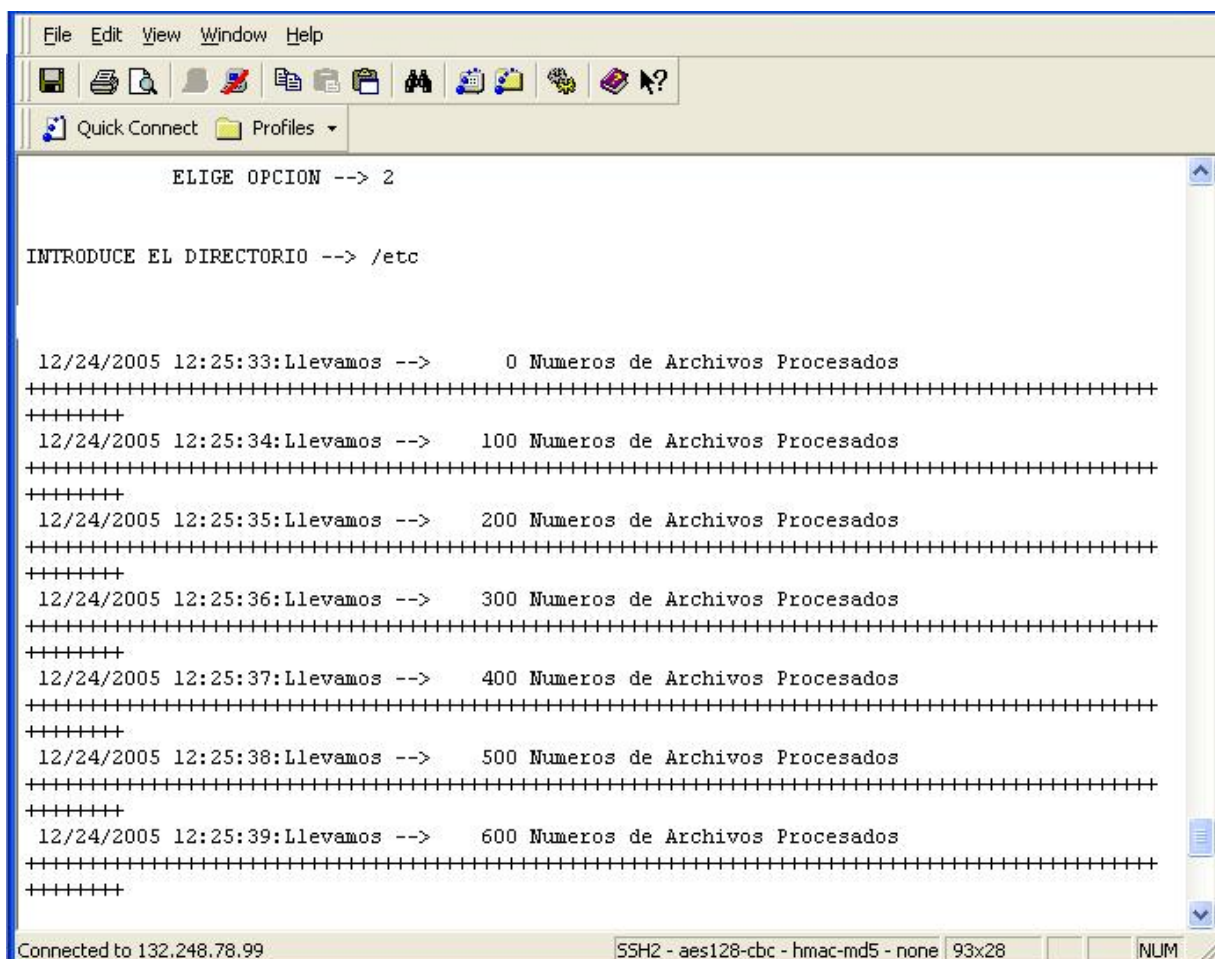 File Edit View Window Help
Quick Connect Profiles
ELIGE OPCION --> 2
INTRODUCE EL DIRECTORIO --> /etc
12/24/2005 12:25:33:Llevamos --> 0 Numeros de Archivos Procesados
+++++++++++++++++++++++++++++++++++++++++++++++++++++++++++++++++++++++++++++++++++++++++++++
++++++++
12/24/2005 12:25:34:Llevamos --> 100 Numeros de Archivos Procesados
+++++++++++++++++++++++++++++++++++++++++++++++++++++++++++++++++++++++++++++++++++++++++++++
++++++++
12/24/2005 12:25:35:Llevamos --> 200 Numeros de Archivos Procesados
+++++++++++++++++++++++++++++++++++++++++++++++++++++++++++++++++++++++++++++++++++++++++++++
++++++++
12/24/2005 12:25:36:Llevamos --> 300 Numeros de Archivos Procesados
+++++++++++++++++++++++++++++++++++++++++++++++++++++++++++++++++++++++++++++++++++++++++++++
++++++++
12/24/2005 12:25:37:Llevamos --> 400 Numeros de Archivos Procesados
+++++++++++++++++++++++++++++++++++++++++++++++++++++++++++++++++++++++++++++++++++++++++++++
++++++++
12/24/2005 12:25:38:Llevamos --> 500 Numeros de Archivos Procesados
+++++++++++++++++++++++++++++++++++++++++++++++++++++++++++++++++++++++++++++++++++++++++++++
++++++++
12/24/2005 12:25:39:Llevamos --> 600 Numeros de Archivos Procesados
+++++++++++++++++++++++++++++++++++++++++++++++++++++++++++++++++++++++++++++++++++++++++++++
++++++++
Connected to 132.248.78.99 SSH2 - aes128-cbc - hmac-md5 - none 93x28 NUM